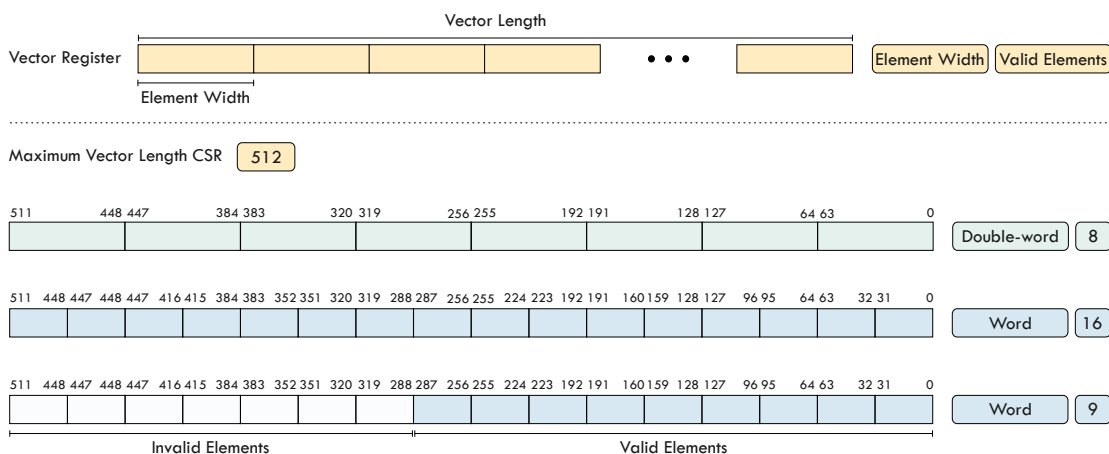 Vector Length
Vector Register • • • Element Width Valid Elements
Element Width
Maximum Vector Length CSR 512
511 448 447 384 383 320 319 256 255 192 191 128 127 64 63 0
Double-word 8
511 448 447 448 447 416 415 384 383 352 351 320 319 288 287 256 255 224 223 192 191 160 159 128 127 96 95 64 63 32 31 0
Word 16
511 448 447 448 447 416 415 384 383 352 351 320 319 288 287 256 255 224 223 192 191 160 159 128 127 96 95 64 63 32 31 0
Word 9
Invalid Elements Valid Elements